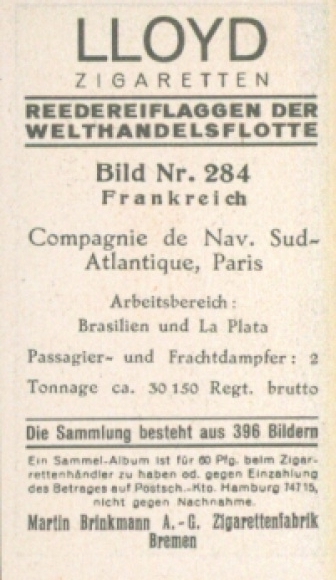 LLOYD
ZIGARETTEN
REEDEREIFLAGGEN DER
WELTHANDELSFLOTTE
Bild Nr. 284
Frankreich
Compagnie de Nav. Sud-
Atlantique, Paris
Arbeitsbereich:
Brasilien und La Plata
Passagier- und Frachtdampfer: 2
Tonnage ca. 30 150 Regt. brutto
Die Sammlung besteht aus 396 Bildern
Ein Sammel-Album ist für 60 Pfg. beim Zigar-
rettenhändler zu haben od. gegen Einzahlung
des Betrages auf Postsch.-Kto. Hamburg 74715,
nicht gegen Nachnahme.
Martin Brinkmann A.-G. Zigarettenfabrik
Bremen